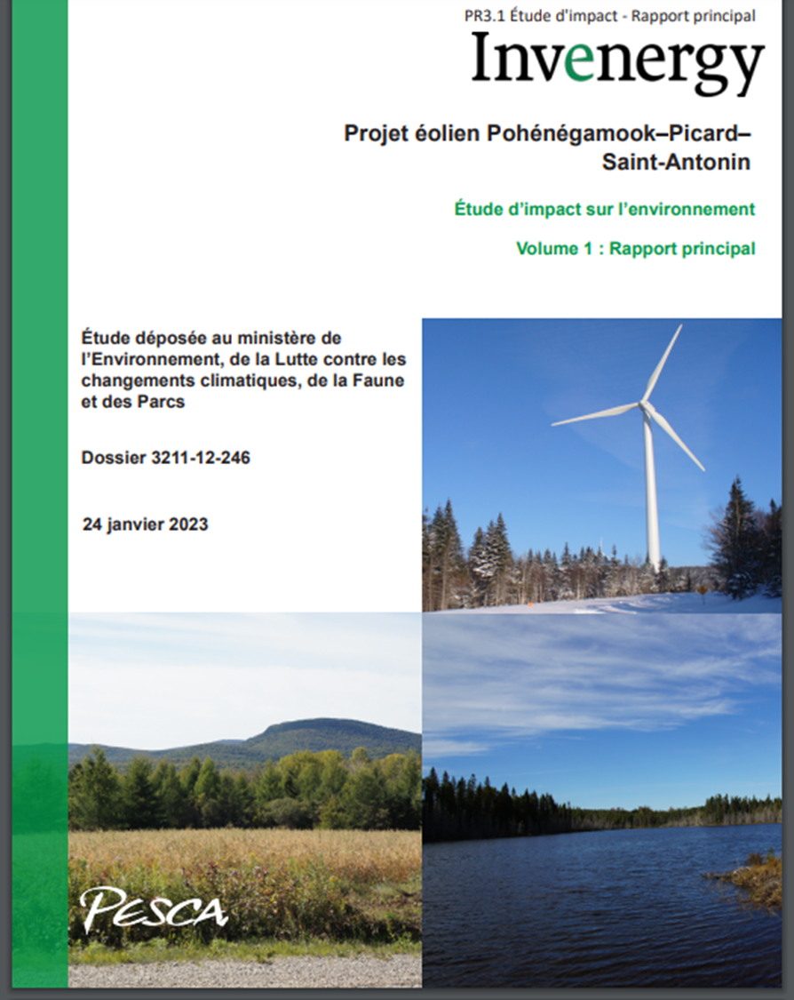 PR3.1 Étude d'impact - Rapport principal
Invenergy
Projet éolien Pohénégamook–Picard–
Saint-Antonin
Étude d'impact sur l'environnement
Volume 1 : Rapport principal
Étude déposée au ministère de
l'Environnement, de la Lutte contre les
changements climatiques, de la Faune
et des Parcs
Dossier 3211-12-246
24 janvier 2023
PESCA